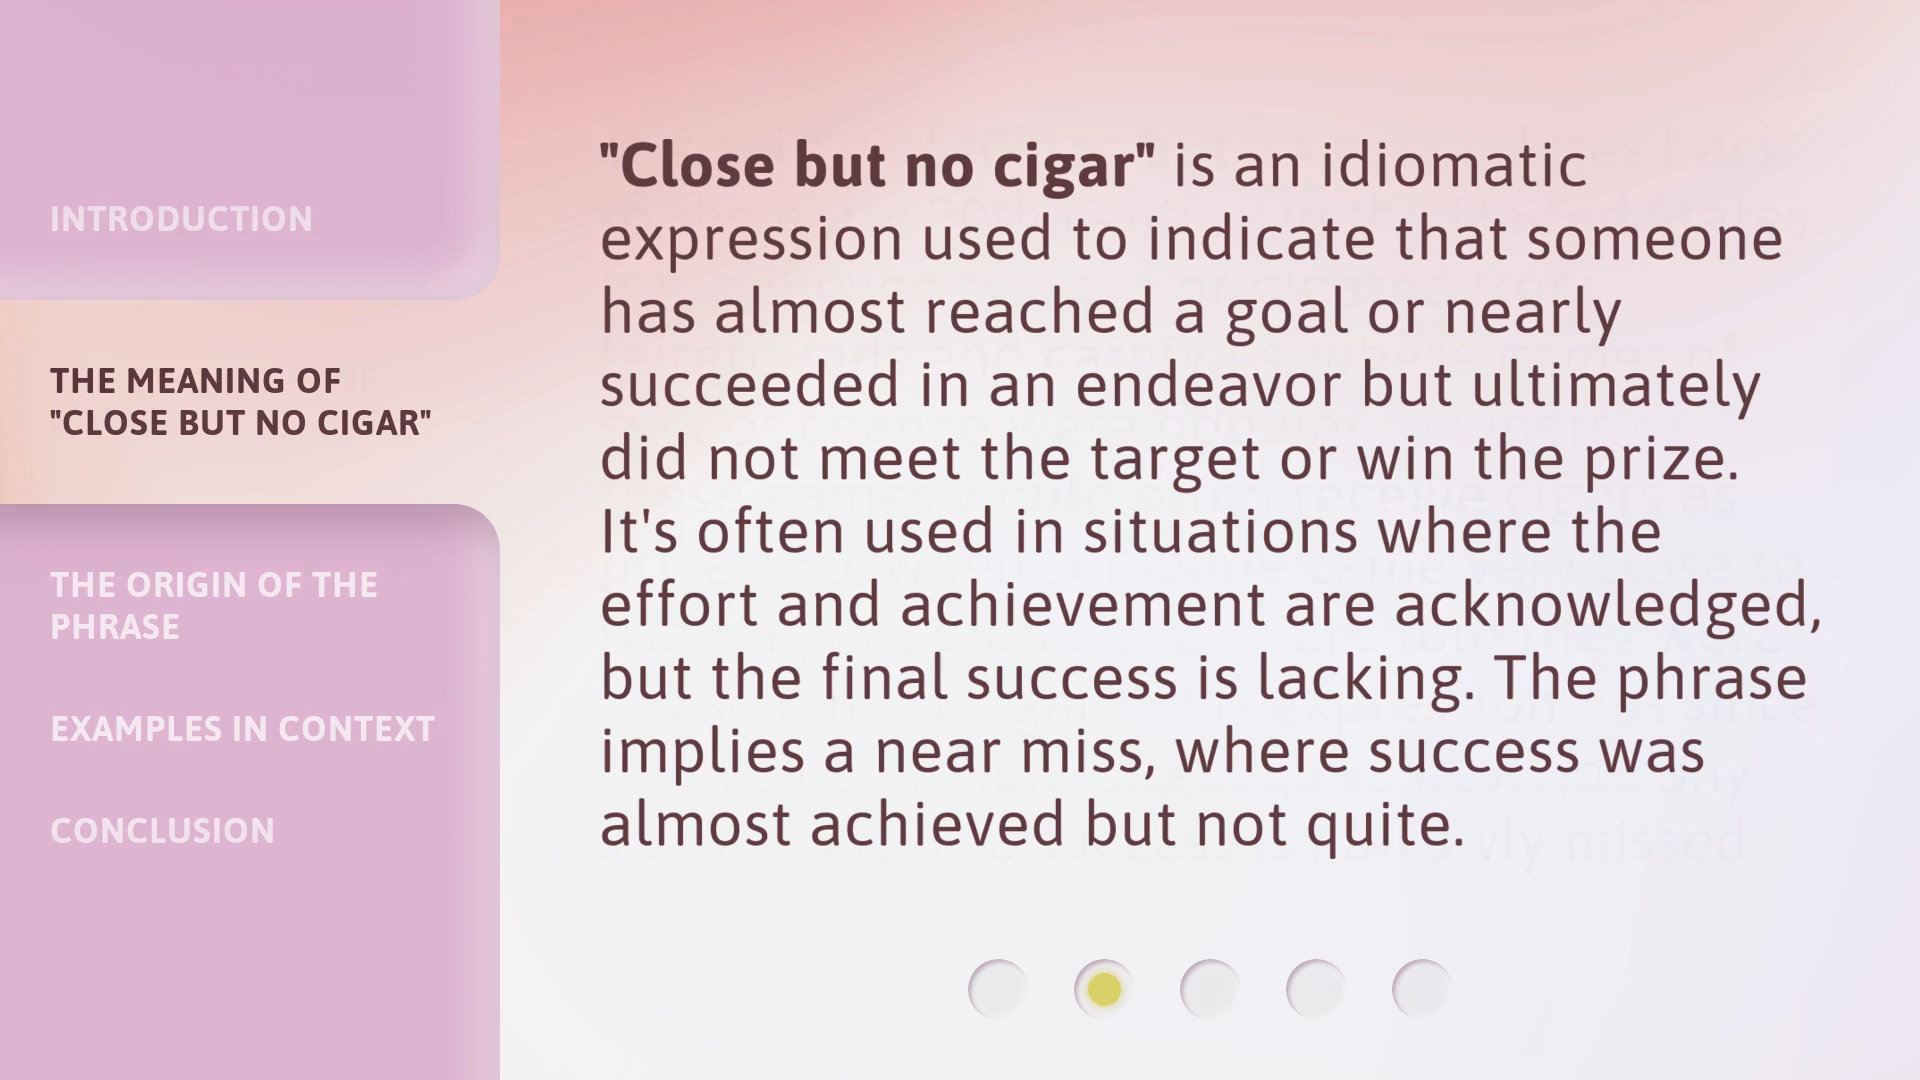 INTRODUCTION
THE MEANING OF
"CLOSE BUT NO CIGAR"
THE ORIGIN OF THE
PHRASE
EXAMPLES IN CONTEXT
CONCLUSION
"Close but no cigar" is an idiomatic
expression used to indicate that someone
has almost reached a goal or nearly
succeeded in an endeavor but ultimately
did not meet the target or win the prize.
It's often used in situations where the
effort and achievement are acknowledged,
but the final success is lacking. The phrase
implies a near miss, where success was
almost achieved but not quite.